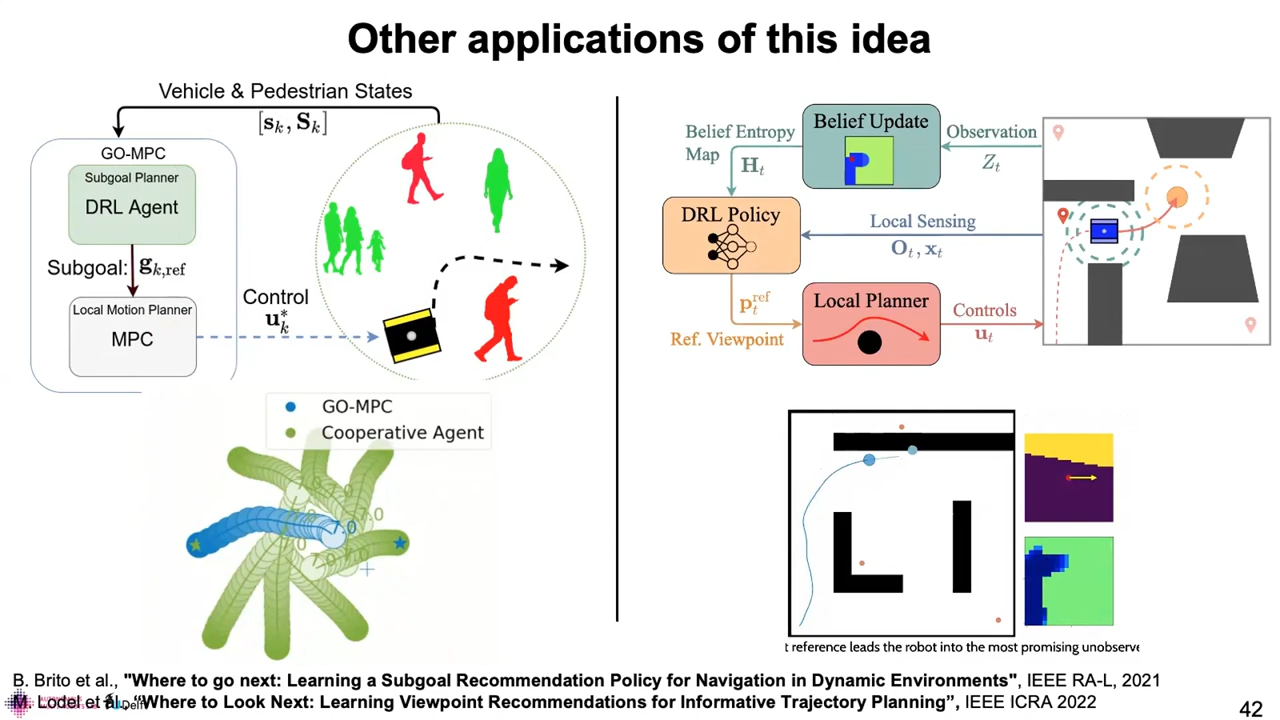 Other applications of this idea
Vehicle & Pedestrian States
[s_k, S_k]
GO-MPC
Subgoal Planner
DRL Agent
Subgoal: g_k,ref
Local Motion Planner
MPC
Control
u*_k
GO-MPC
Cooperative Agent
7.0
7.0
Belief Update
Belief Entropy
Map H_t
Observation
Z_t
DRL Policy
Local Sensing
O_t, x_t
p_t^ref
Ref. Viewpoint
Local Planner
Controls
u_t
t reference leads the robot into the most promising unobserve
B. Brito et al., "Where to go next: Learning a Subgoal Recommendation Policy for Navigation in Dynamic Environments", IEEE RA-L, 2021
M. Lodel et al., “Where to Look Next: Learning Viewpoint Recommendations for Informative Trajectory Planning”, IEEE ICRA 2022
42